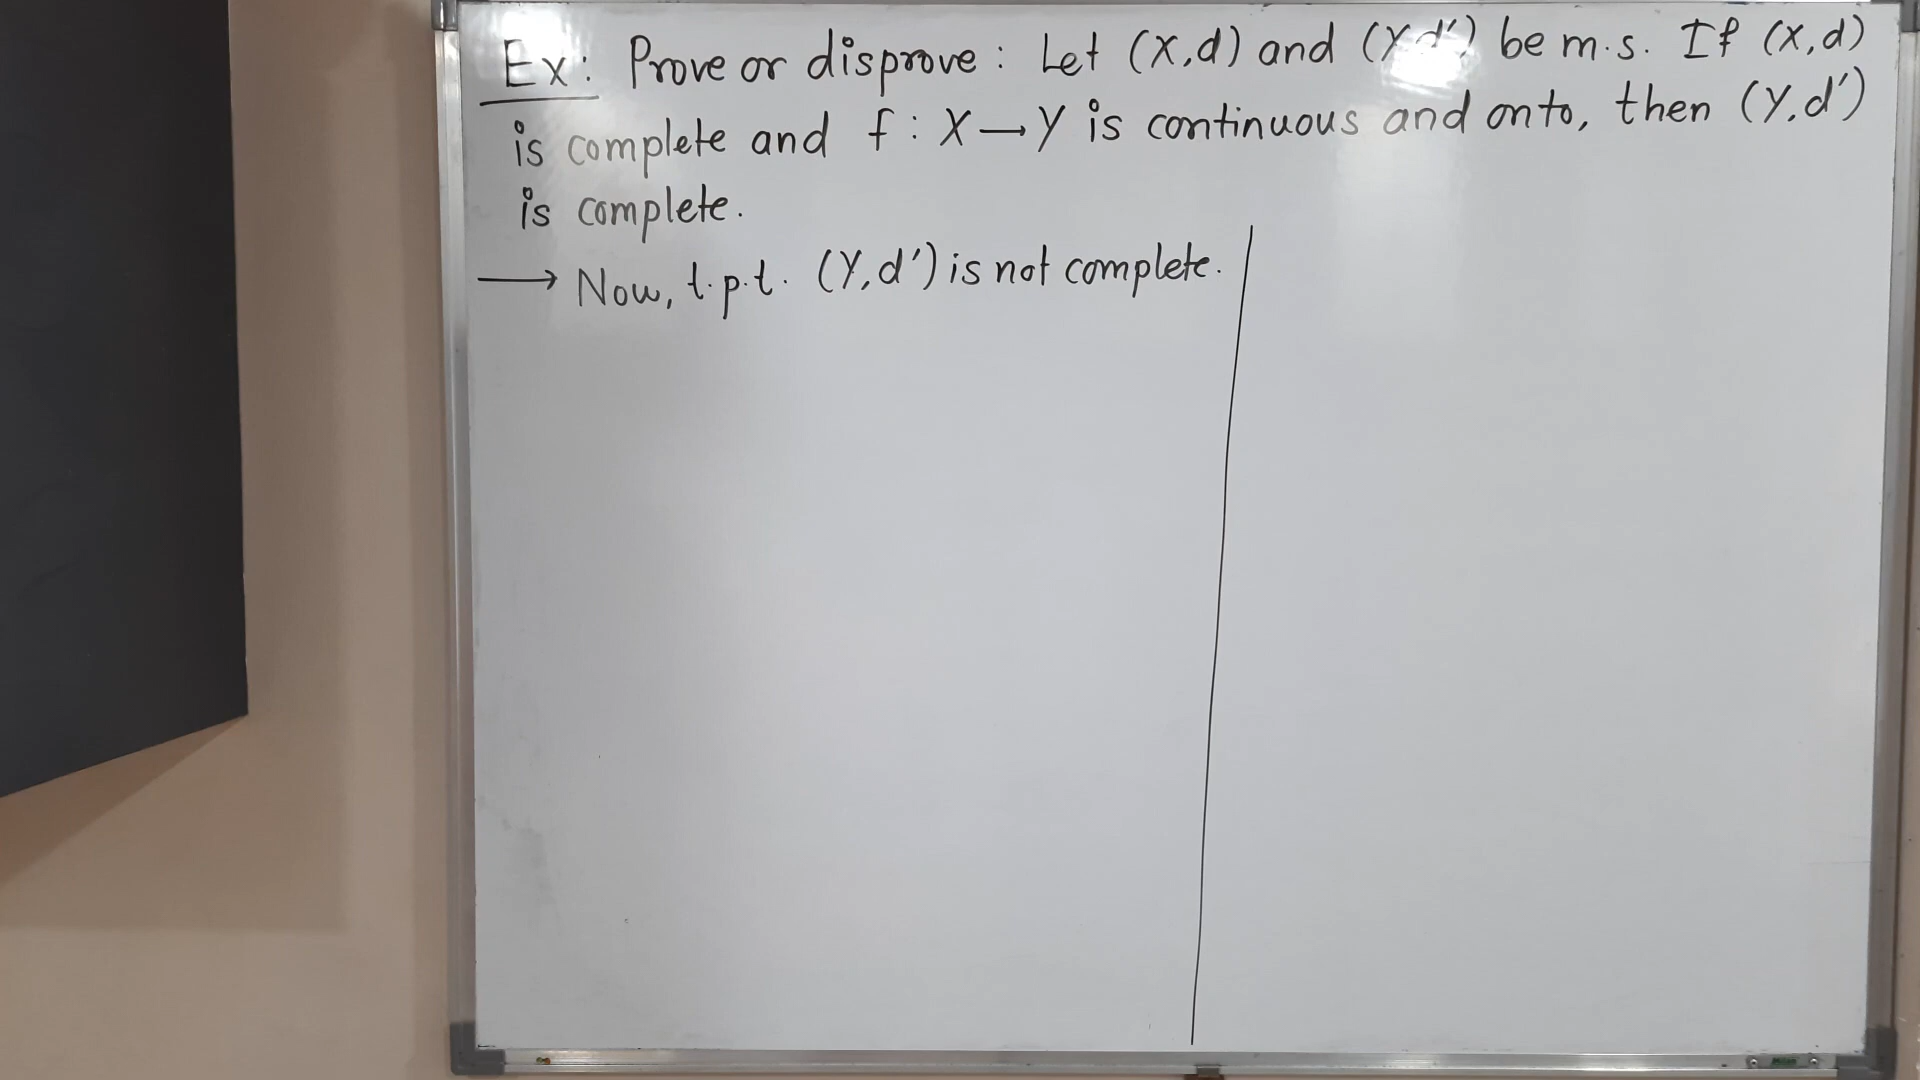 Ex: Prove or disprove: Let (X,d) and (Y,d') be m.s. If (X,d)
is complete and f: X→Y is continuous and onto, then (Y,d')
is complete.
→ Now, t.p.t. (Y,d') is not complete.